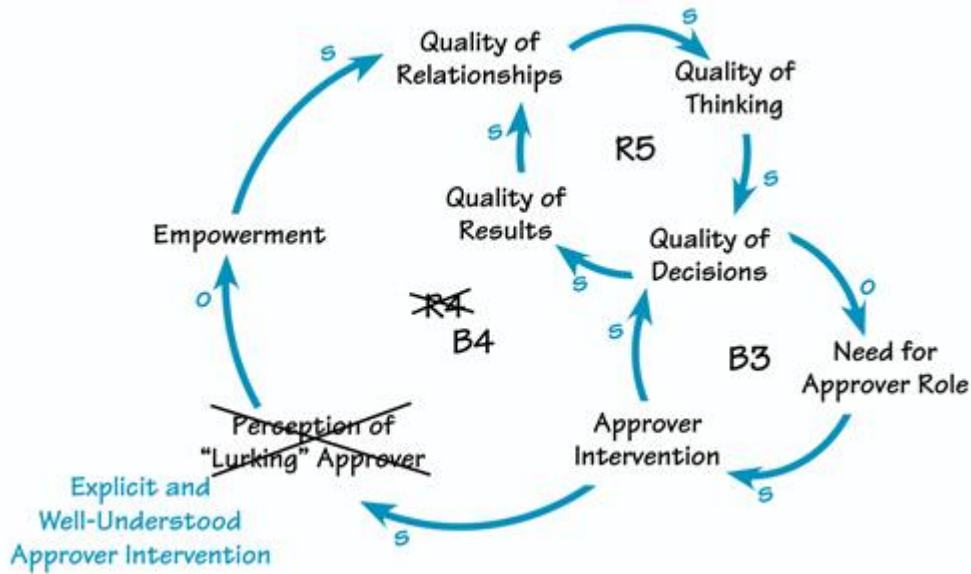 S
Quality of
Relationships
S
Quality of
Thinking
S
R5
S
Quality of
Results
Empowerment
Quality of
Decisions
S
O
O
R4
B4
S
B3
Need for
Approver Role
Perception of
"Lurking" Approver
Approver
Intervention
S
Explicit and
Well-Understood
Approver Intervention
S